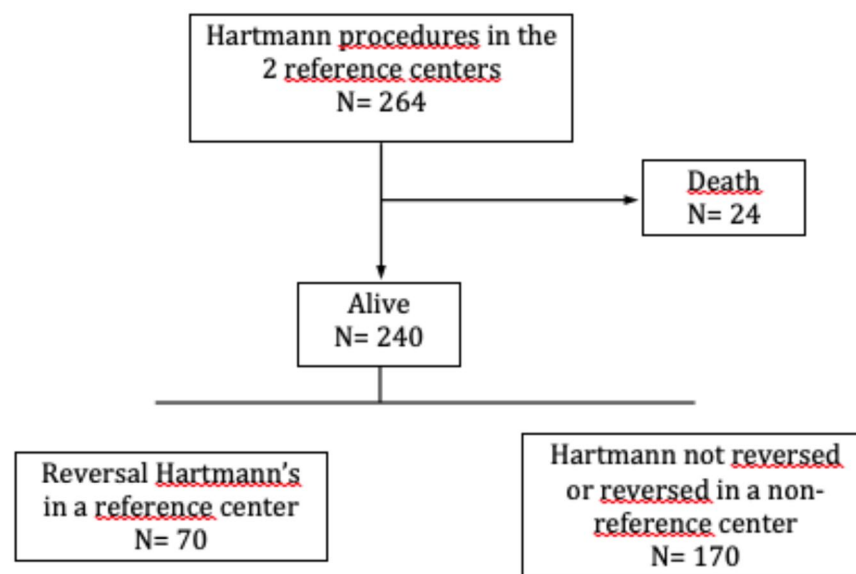 Hartmann procedures in the
2 reference centers
N= 264
Death
N= 24
Alive
N= 240
Reversal Hartmann's
in a reference center
N= 70
Hartmann not reversed
or reversed in a non-
reference center
N= 170